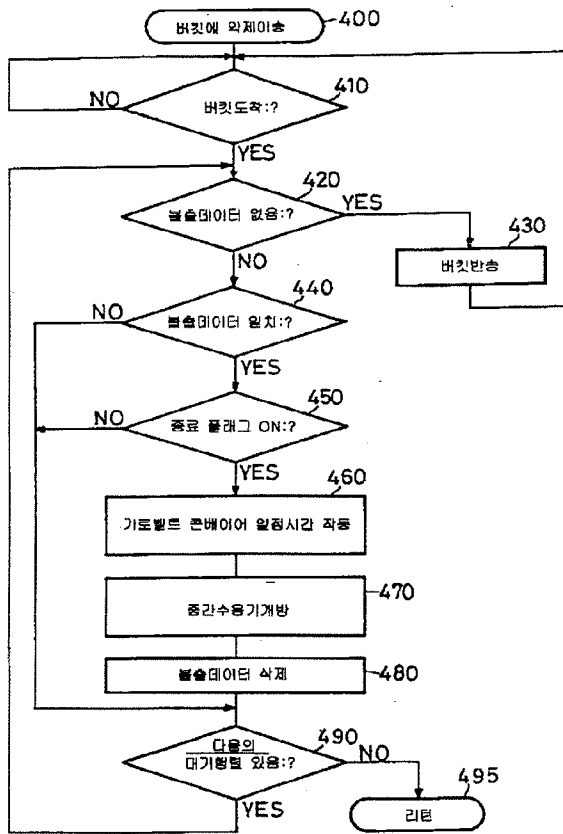 버킷에 약제이송
400
410
NO
버킷도착:?
YES
420
YES
불출데이터 없음:?
430
버킷반송
NO
440
NO
불출데이터 일치:?
YES
450
NO
종료 플래그 ON:?
YES
460
가로벨트 콘베이어 일정시간 작동
470
중간수용기개방
불출데이터 삭제
480
490
다음의
대기행렬 있음:?
NO
495
YES
리턴